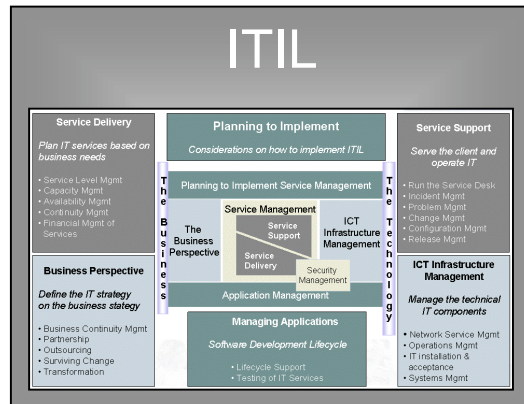 ITIL
Service Delivery
Plan IT services based on
business needs
• Service Level Mgmt
• Capacity Mgmt
• Availability Mgmt
• Continuity Mgmt
• Financial Mgmt of
Services
Business Perspective
Define the IT strategy
on the business stategy
• Business Continuity Mgmt
• Partnership
• Outsourcing
• Surviving Change
• Transformation
Planning to Implement
Considerations on how to implement ITIL
The Business
Planning to Implement Service Management
The
Business
Perspective
Service Management
Service
Support
Service
Delivery
Security
Management
ICT
Infrastructure
Management
Application Management
The Technology
Managing Applications
Software Development Lifecycle
• Lifecycle Support
• Testing of IT Services
Service Support
Serve the client and
operate IT
• Run the Service Desk
• Incident Mgmt
• Problem Mgmt
• Change Mgmt
• Configuration Mgmt
• Release Mgmt
ICT Infrastructure
Management
Manage the technical
IT components
• Network Service Mgmt
• Operations Mgmt
• IT installation &
acceptance
• Systems Mgmt